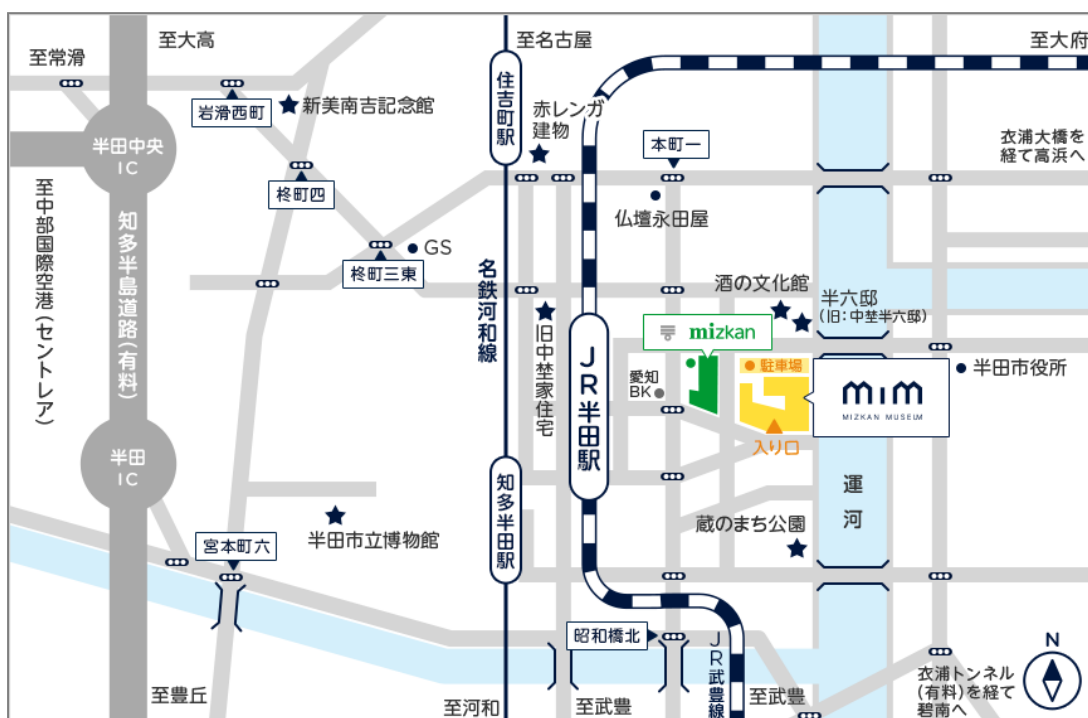 至大高
至名古屋
至大府
至常滑
岩滑西町
新美南吉記念館
住吉町駅
赤レンガ
建物
本町一
衣浦大橋を
経て高浜へ
半田中央
IC
柊町四
仏壇永田屋
至中部国際空港(セントレア)
知多半島道路(有料)
GS
柊町三東
名鉄河和線
酒の文化館
半六邸
(旧:中埜半六邸)
旧中埜家住宅
JR半田駅
mizkan
愛知
BK
駐車場
MIM
MIZKAN MUSEUM
半田市役所
入り口
半田
IC
知多半田駅
運河
半田市立博物館
蔵のまち公園
宮本町六
昭和橋北
JR武豊線
N
至豊丘
至河和
至武豊
至武豊
衣浦トンネル
(有料)を経て
碧南へ